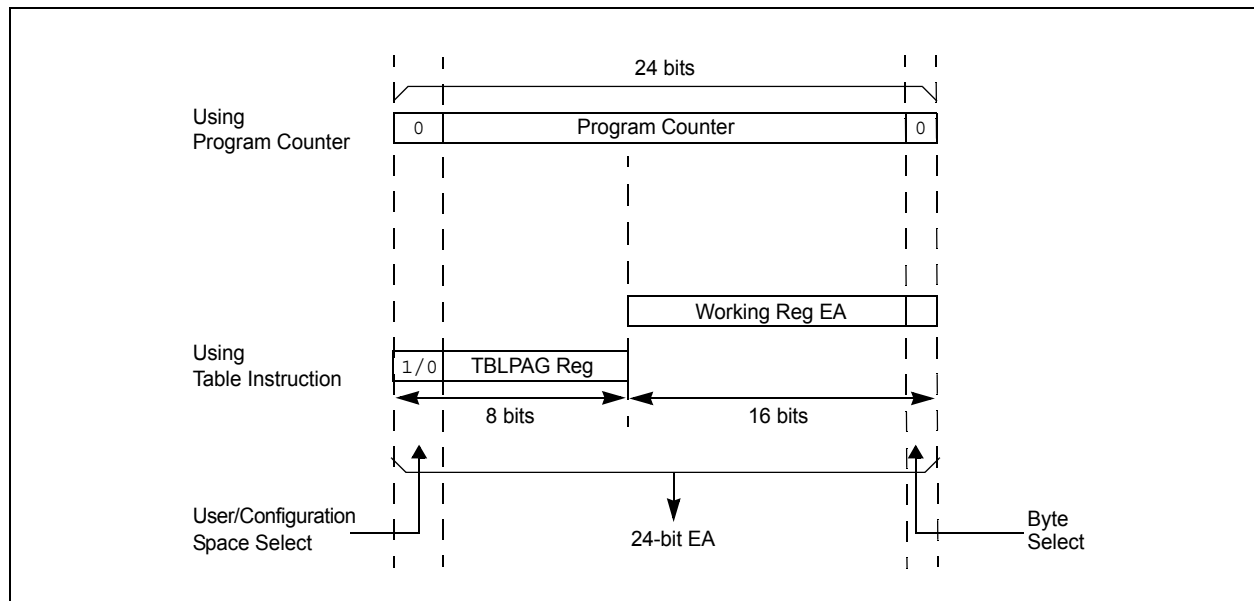 24 bits
Using
Program Counter
0
Program Counter
0
Working Reg EA
Using
Table Instruction
1/0
TBLPAG Reg
8 bits
16 bits
User/Configuration
Space Select
24-bit EA
Byte
Select